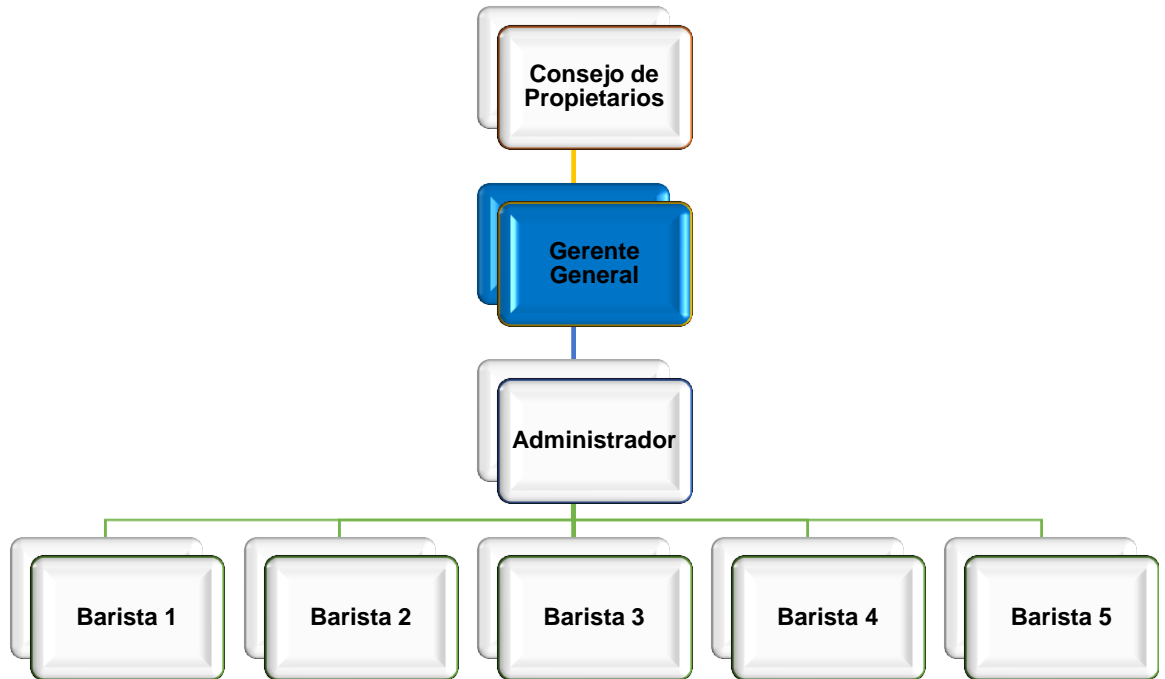 Consejo de
Propietarios
Gerente
General
Administrador
Barista 1
Barista 2
Barista 3
Barista 4
Barista 5